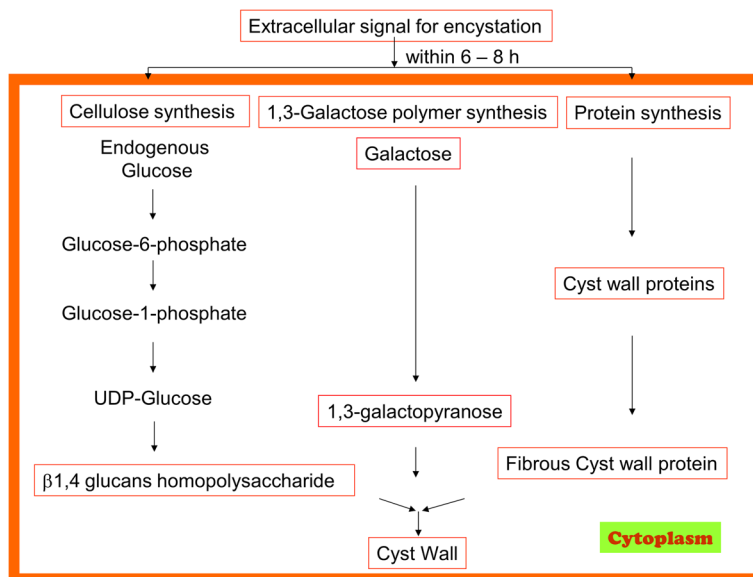 Extracellular signal for encystation
within 6 – 8 h
Cellulose synthesis
1,3-Galactose polymer synthesis
Protein synthesis
Endogenous
Glucose
Galactose
Glucose-6-phosphate
Cyst wall proteins
Glucose-1-phosphate
UDP-Glucose
1,3-galactopyranose
β1,4 glucans homopolysaccharide
Fibrous Cyst wall protein
Cyst Wall
Cytoplasm